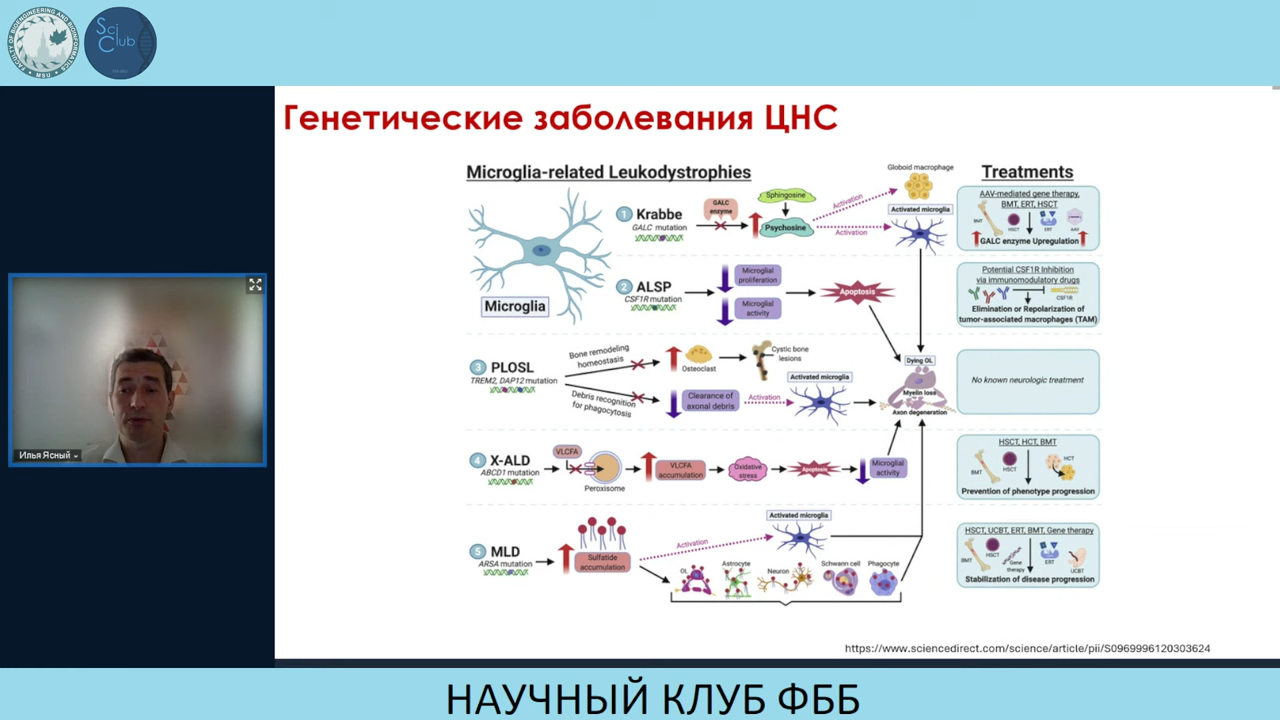 FACULTY OF BIOENGINEERING AND BIOINFORMATICS
MSU
Sci
Club
Генетические заболевания ЦНС
Microglia-related Leukodystrophies
Treatments
Microglia
1 Krabbe
GALC mutation
GALC
enzyme
Sphingosine
Psychosine
Activation
Activation
Globoid macrophage
Activated microglia
AAV-mediated gene therapy,
BMT, ERT, HSCT
BMT
HSCT
ERT
AAV
GALC enzyme Upregulation
2 ALSP
CSF1R mutation
Microglial
proliferation
Microglial
activity
Apoptosis
Potential CSF1R Inhibition
via immunomodulatory drugs
CSF1R
Elimination or Repolarization of
tumor-associated macrophages (TAM)
3 PLOSL
TREM2, DAP12 mutation
Bone remodeling
homeostasis
Osteoclast
Cystic bone
lesions
Debris recognition
for phagocytosis
Clearance of
axonal debris
Activation
Activated microglia
Dying OL
Myelin loss
Axon degeneration
No known neurologic treatment
4 X-ALD
ABCD1 mutation
VLCFA
Peroxisome
VLCFA
accumulation
Oxidative
stress
Apoptosis
Microglial
activity
HSCT, HCT, BMT
BMT
HSCT
HCT
Prevention of phenotype progression
5 MLD
ARSA mutation
Sulfatide
accumulation
Activation
Activated microglia
OL
Astrocyte
Neuron
Schwann cell
Phagocyte
HSCT, UCBT, ERT, BMT, Gene therapy
BMT
HSCT
Gene
therapy
ERT
UCBT
Stabilization of disease progression
Илья Ясный
https://www.sciencedirect.com/science/article/pii/S0969996120303624
НАУЧНЫЙ КЛУБ ФББ